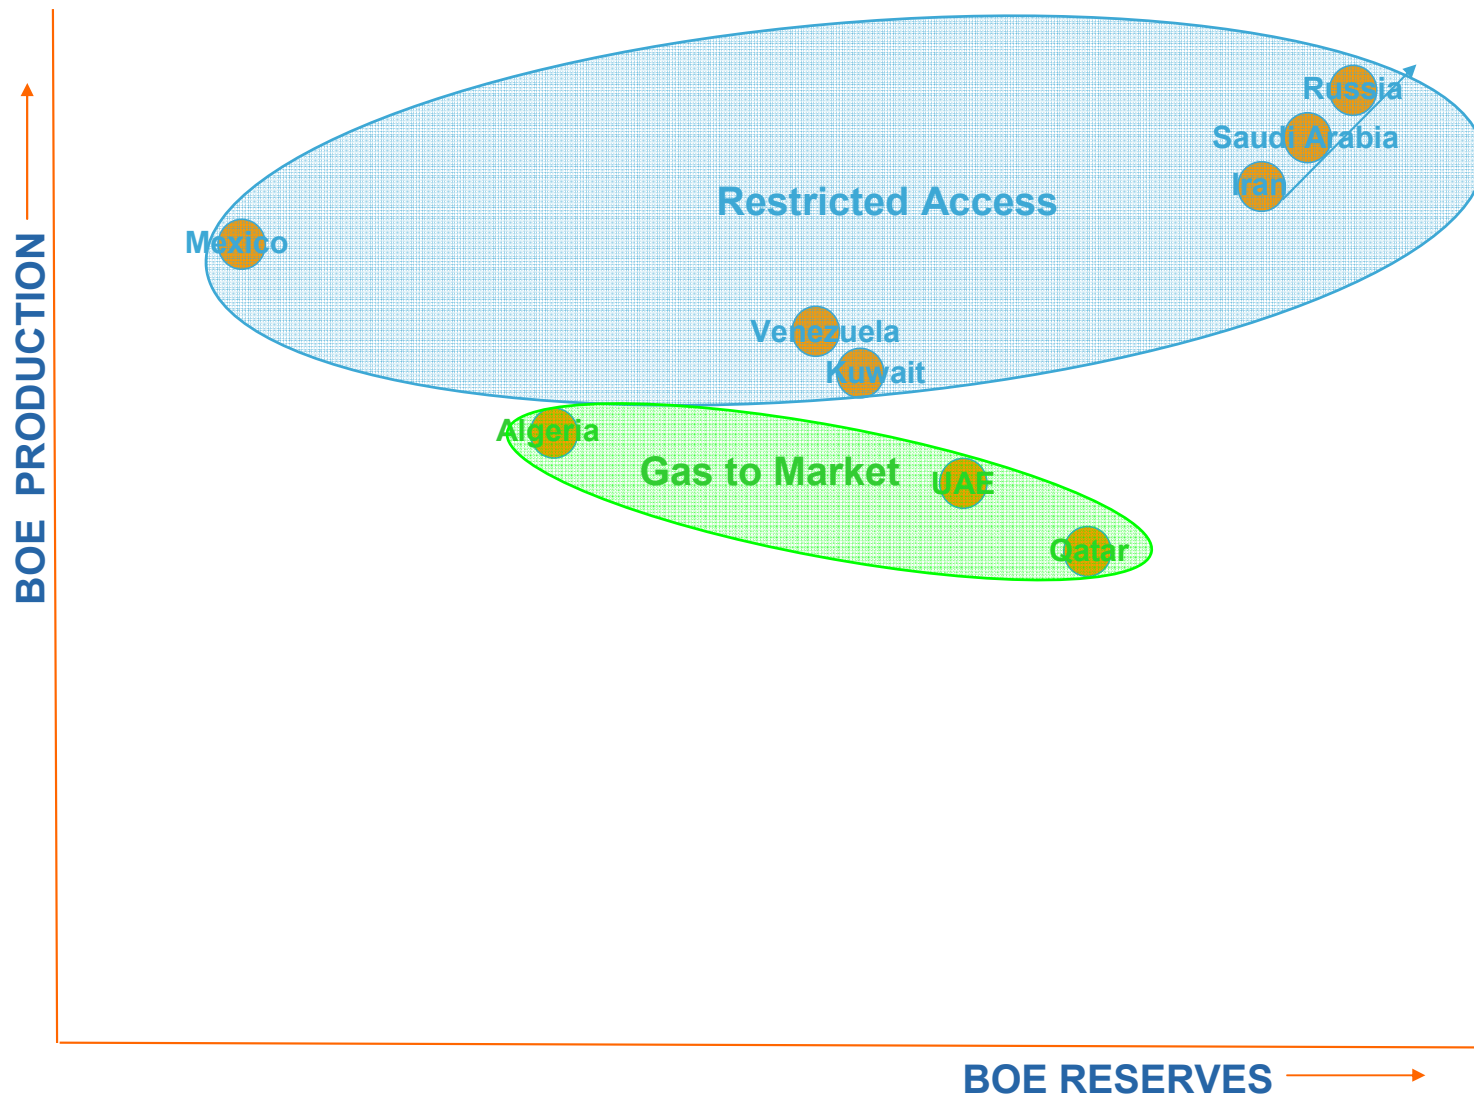 Russia
Saudi Arabia
Iran
Restricted Access
Mexico
Venezuela
Kuwait
Algeria
Gas to Market
UAE
Qatar
BOE PRODUCTION
BOE RESERVES